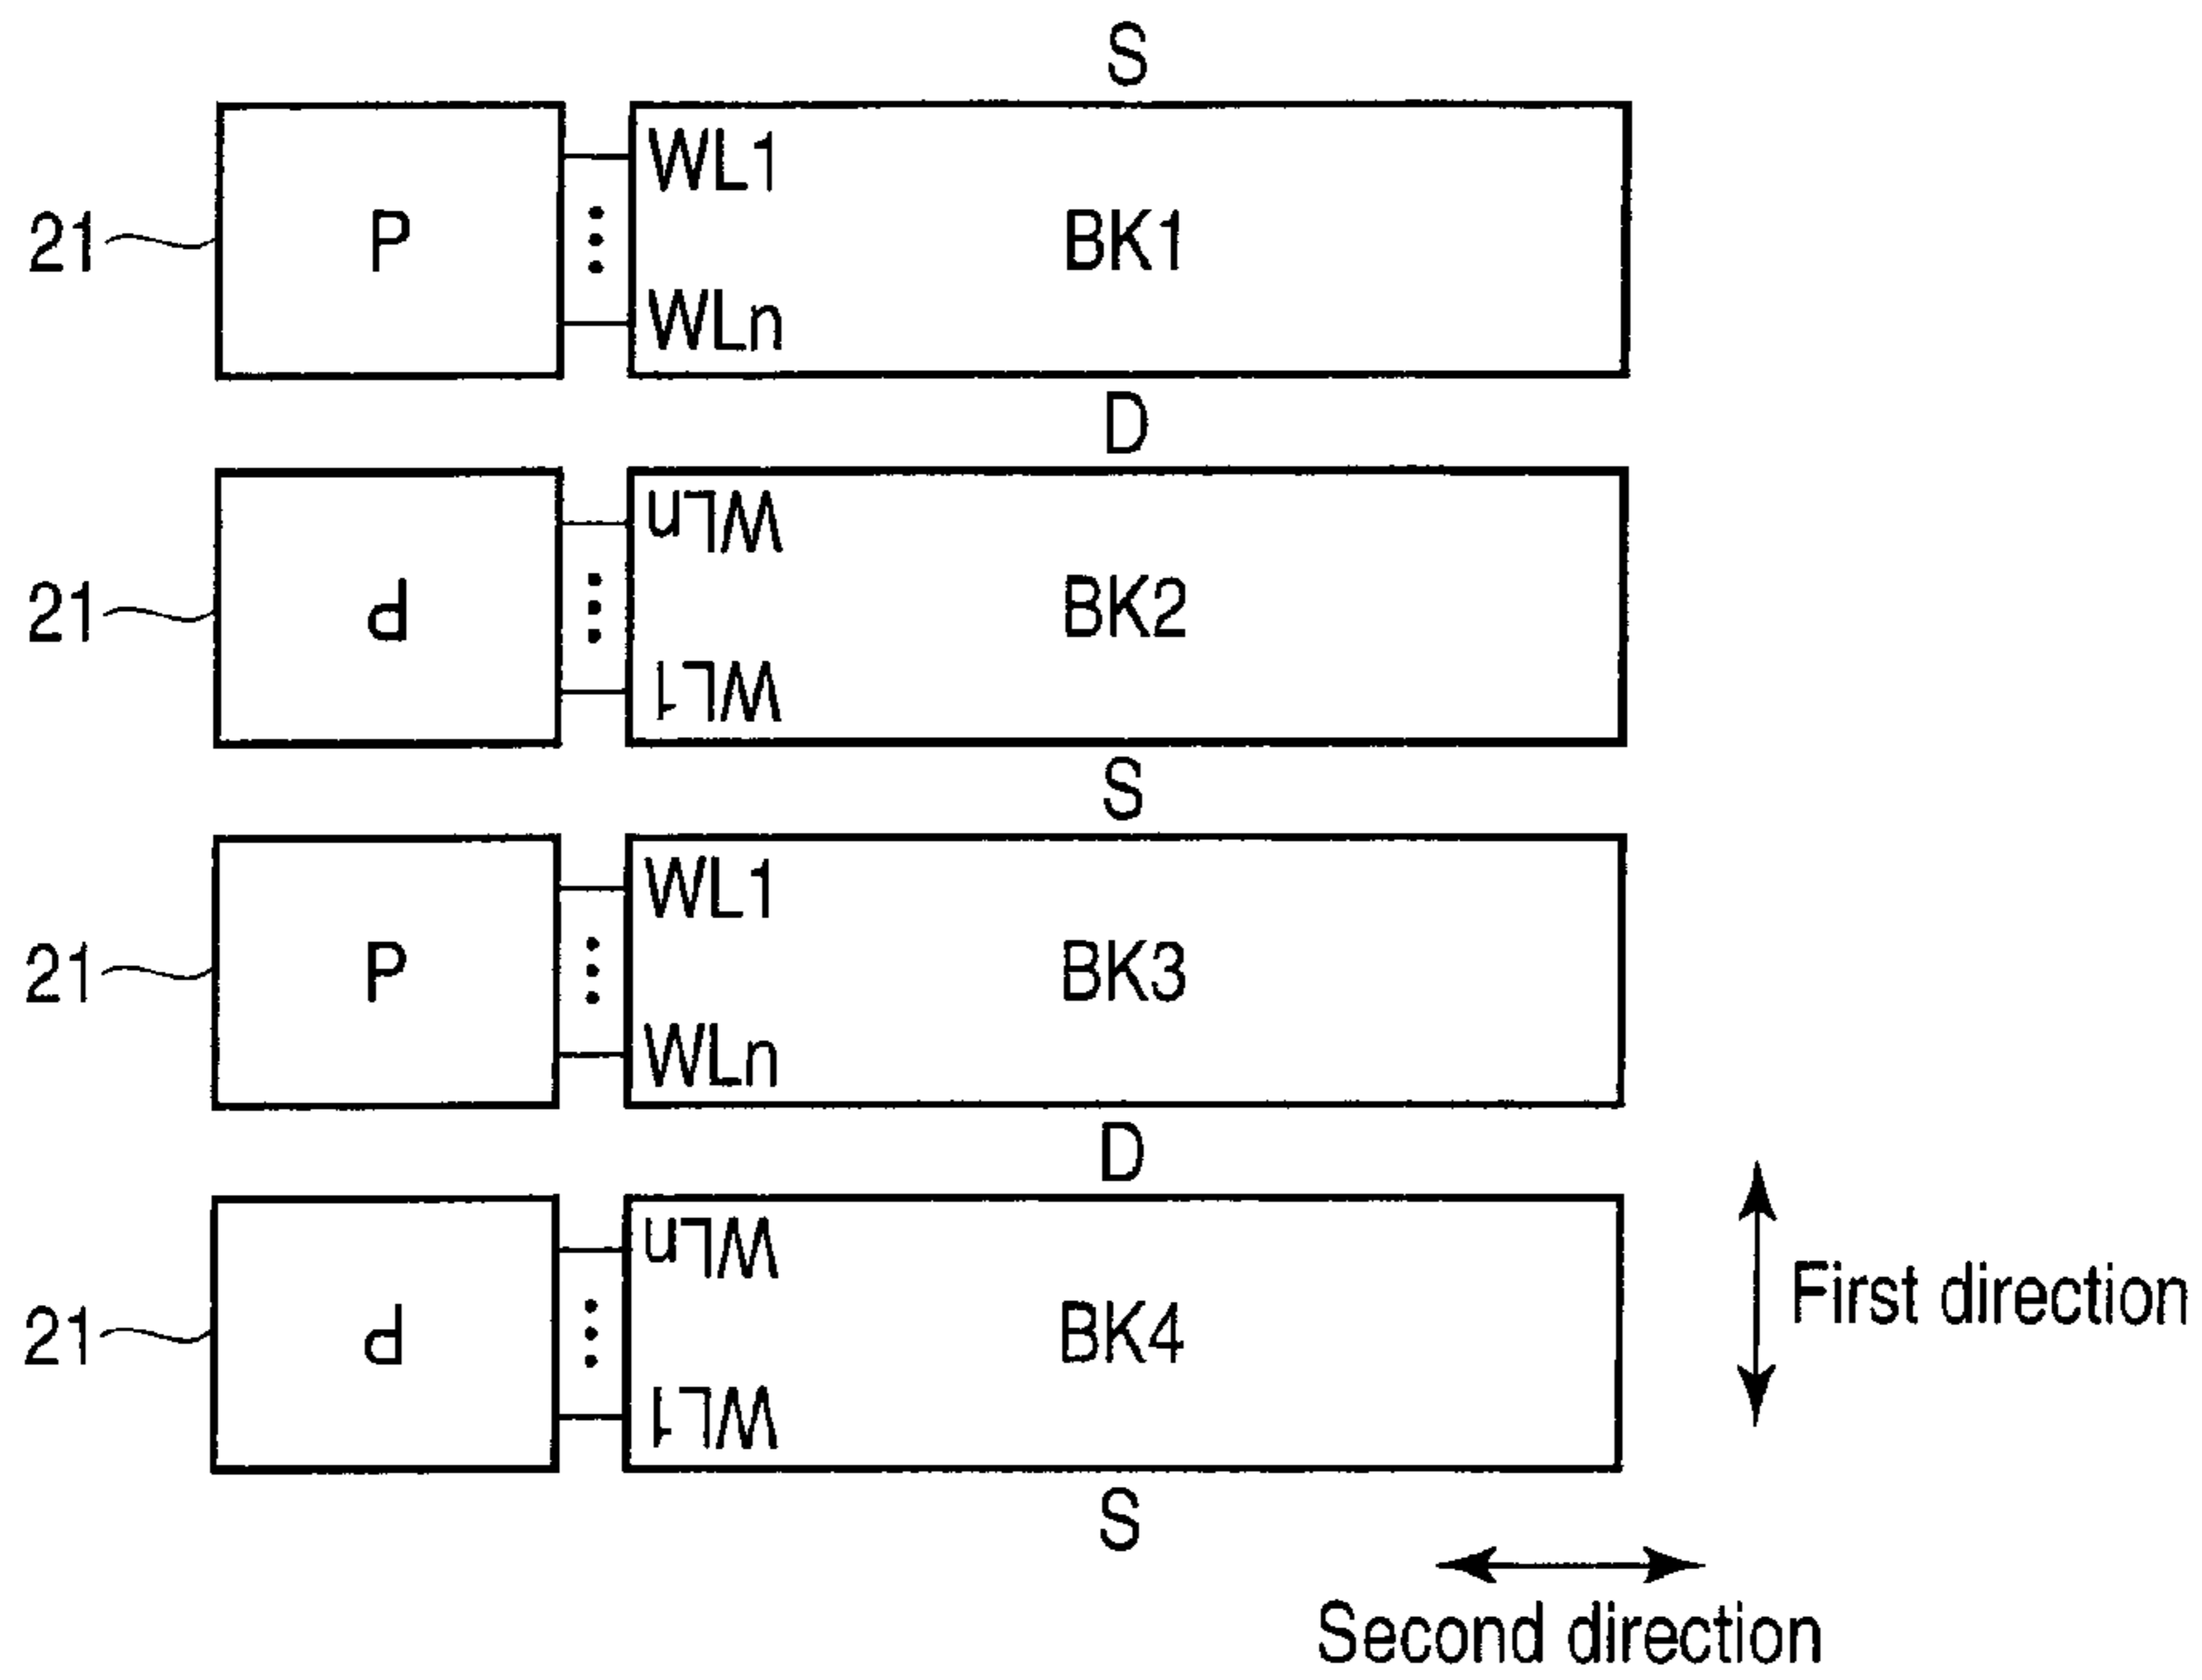 S
WL1
21 P BK1
WLn
D
WLn
21 P BK2
WL1
S
WL1
21 P BK3
WLn
D
WLn
21 P BK4
WL1
First direction
S
Second direction